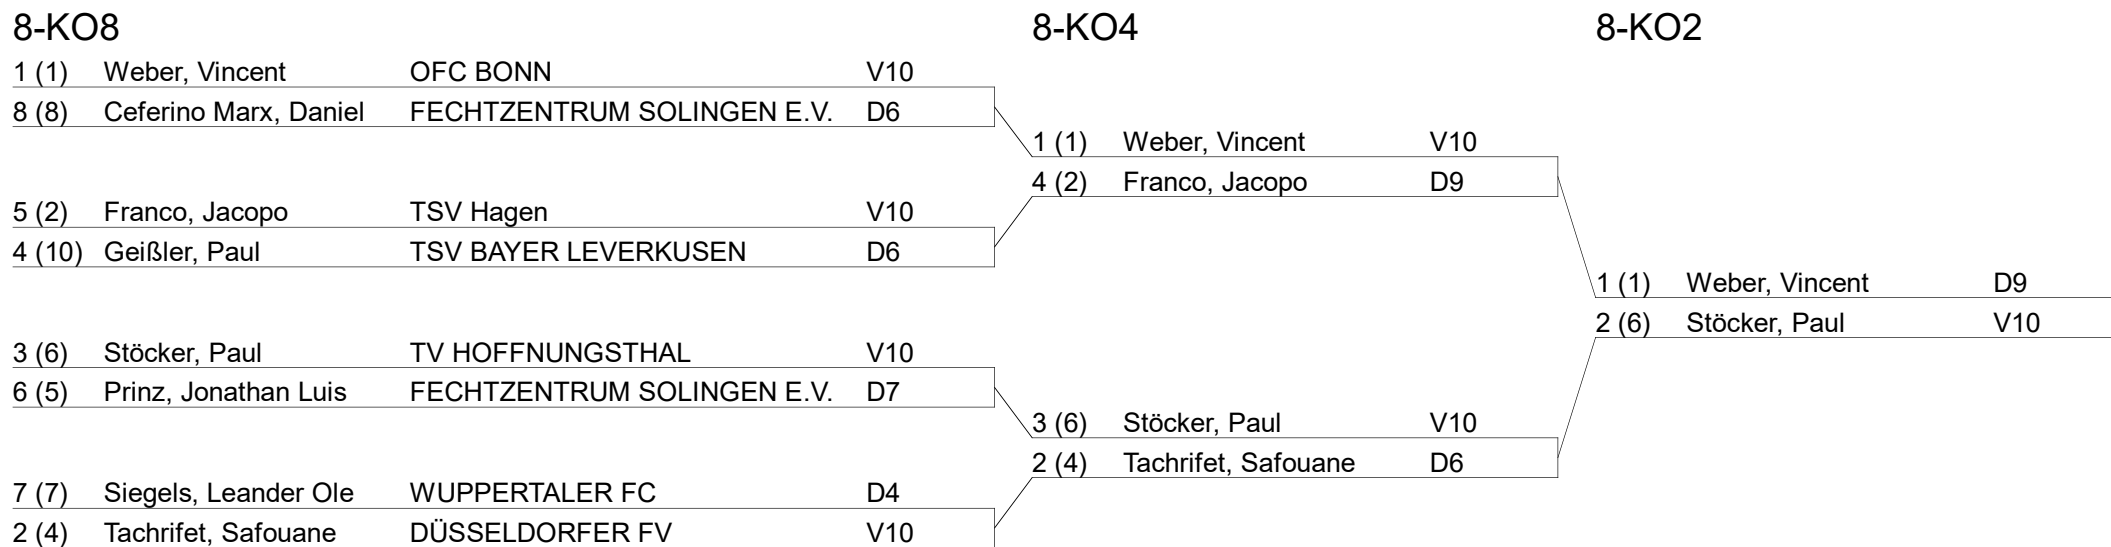 8-KO8 8-KO4 8-KO2
1 (1) Weber, Vincent OFC BONN V10
8 (8) Ceferino Marx, Daniel FECHTZENTRUM SOLINGEN E.V. D6
1 (1) Weber, Vincent V10
4 (2) Franco, Jacopo D9
5 (2) Franco, Jacopo TSV Hagen V10
4 (10) Geißler, Paul TSV BAYER LEVERKUSEN D6
1 (1) Weber, Vincent D9
2 (6) Stöcker, Paul V10
3 (6) Stöcker, Paul TV HOFFNUNGSTHAL V10
6 (5) Prinz, Jonathan Luis FECHTZENTRUM SOLINGEN E.V. D7
3 (6) Stöcker, Paul V10
2 (4) Tachrifet, Safouane D6
7 (7) Siegels, Leander Ole WUPPERTALER FC D4
2 (4) Tachrifet, Safouane DÜSSELDORFER FV V10